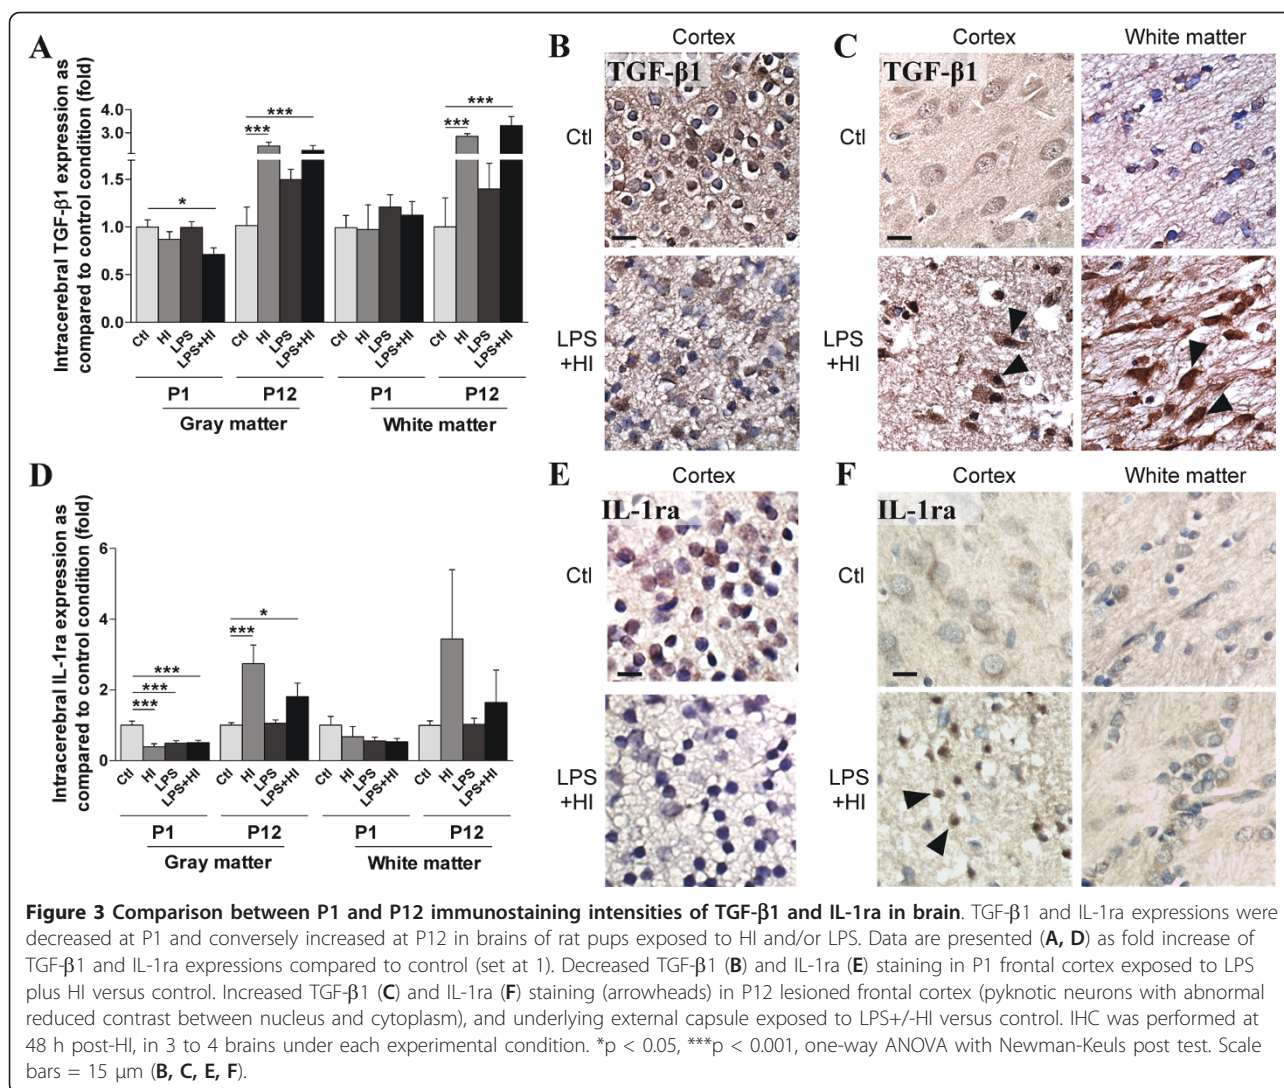 A
Intracerebral TGF-β1 expression as
compared to control condition (fold)
4.0
3.0
1.5
1.0
0.5
0.0
*
*** ***
*** ***
Ctl HI LPS LPS+HI Ctl HI LPS LPS+HI Ctl HI LPS LPS+HI Ctl HI LPS LPS+HI
P1 P12 P1 P12
Gray matter White matter
B
Cortex
TGF-β1
Ctl
LPS
+HI
C
Cortex White matter
TGF-β1
D
Intracerebral IL-1ra expression as
compared to control condition (fold)
6
4
2
0
***
***
***
*** *
Ctl HI LPS LPS+HI Ctl HI LPS LPS+HI Ctl HI LPS LPS+HI Ctl HI LPS LPS+HI
P1 P12 P1 P12
Gray matter White matter
E
Cortex
IL-1ra
Ctl
LPS
+HI
F
Cortex White matter
IL-1ra
Ctl
LPS
+HI
Figure 3 Comparison between P1 and P12 immunostaining intensities of TGF-β1 and IL-1ra in brain. TGF-β1 and IL-1ra expressions were
decreased at P1 and conversely increased at P12 in brains of rat pups exposed to HI and/or LPS. Data are presented (A, D) as fold increase of
TGF-β1 and IL-1ra expressions compared to control (set at 1). Decreased TGF-β1 (B) and IL-1ra (E) staining in P1 frontal cortex exposed to LPS
plus HI versus control. Increased TGF-β1 (C) and IL-1ra (F) staining (arrowheads) in P12 lesioned frontal cortex (pyknotic neurons with abnormal
reduced contrast between nucleus and cytoplasm), and underlying external capsule exposed to LPS+/-HI versus control. IHC was performed at
48 h post-HI, in 3 to 4 brains under each experimental condition. *p < 0.05, ***p < 0.001, one-way ANOVA with Newman-Keuls post test. Scale
bars = 15 μm (B, C, E, F).